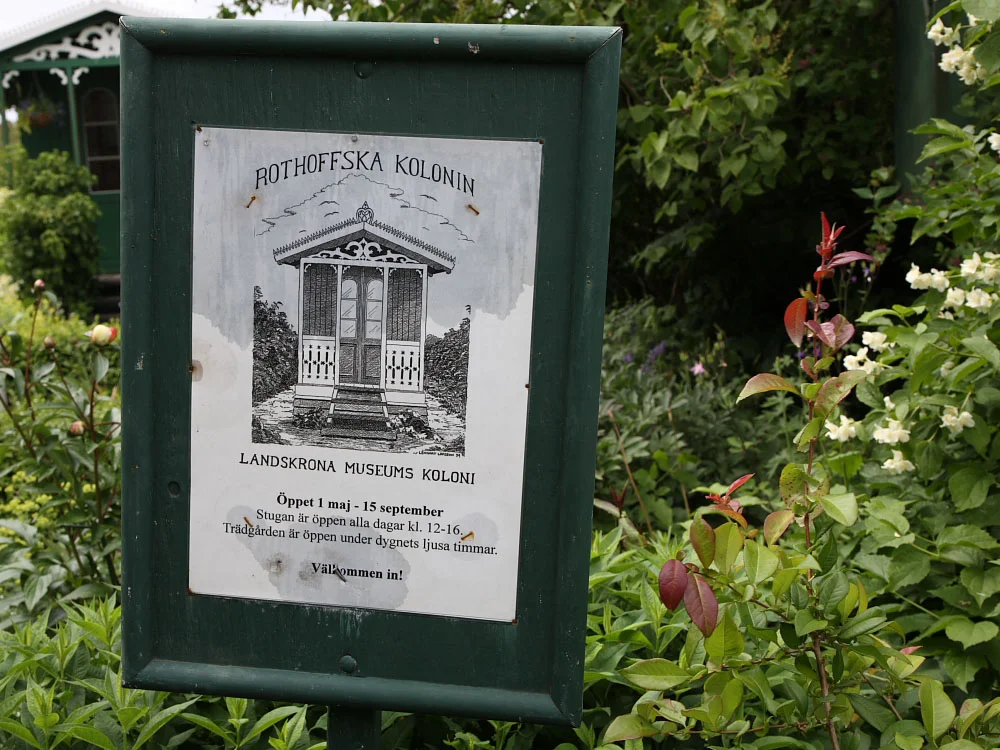 ROTHOFFSKA KOLONIN
LANDSKRONA MUSEUMS KOLONI
Öppet 1 maj - 15 september
Stugan är öppen alla dagar kl. 12-16.
Trädgården är öppen under dygnets ljusa timmar.
Välkommen in!